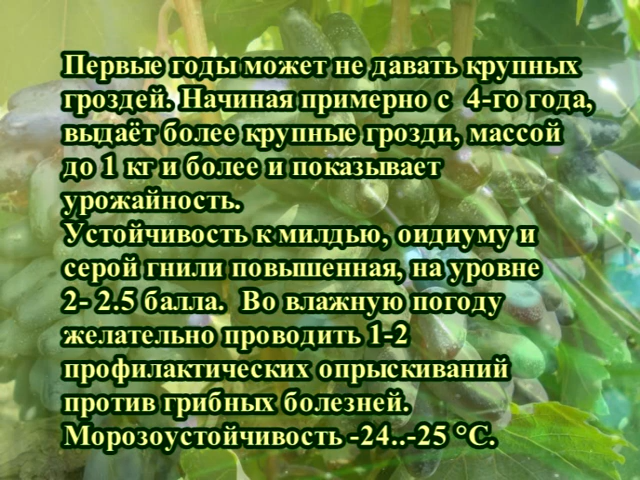 Первые годы может не давать крупных
гроздей. Начиная примерно с  4-го года,
выдаёт более крупные грозди, массой
до 1 кг и более и показывает
урожайность.
Устойчивость к милдью, оидиуму и
серой гнили повышенная, на уровне
2- 2.5 балла.  Во влажную погоду
желательно проводить 1-2
профилактических опрыскиваний
против грибных болезней.
Морозоустойчивость -24..-25 °C.